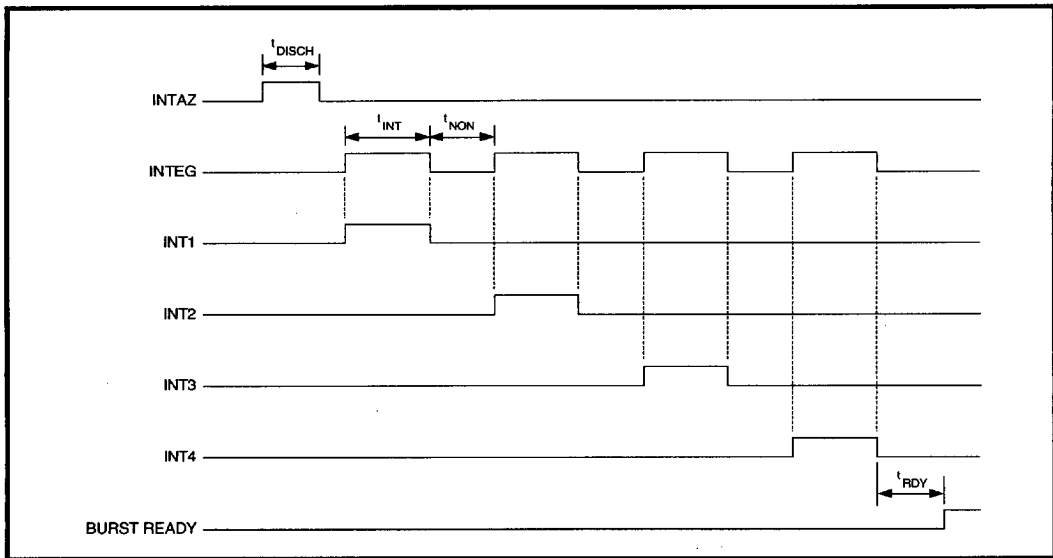 tDISCH
INTAZ
tINT
tNON
INTEG
INT1
INT2
INT3
INT4
tRDY
BURST READY